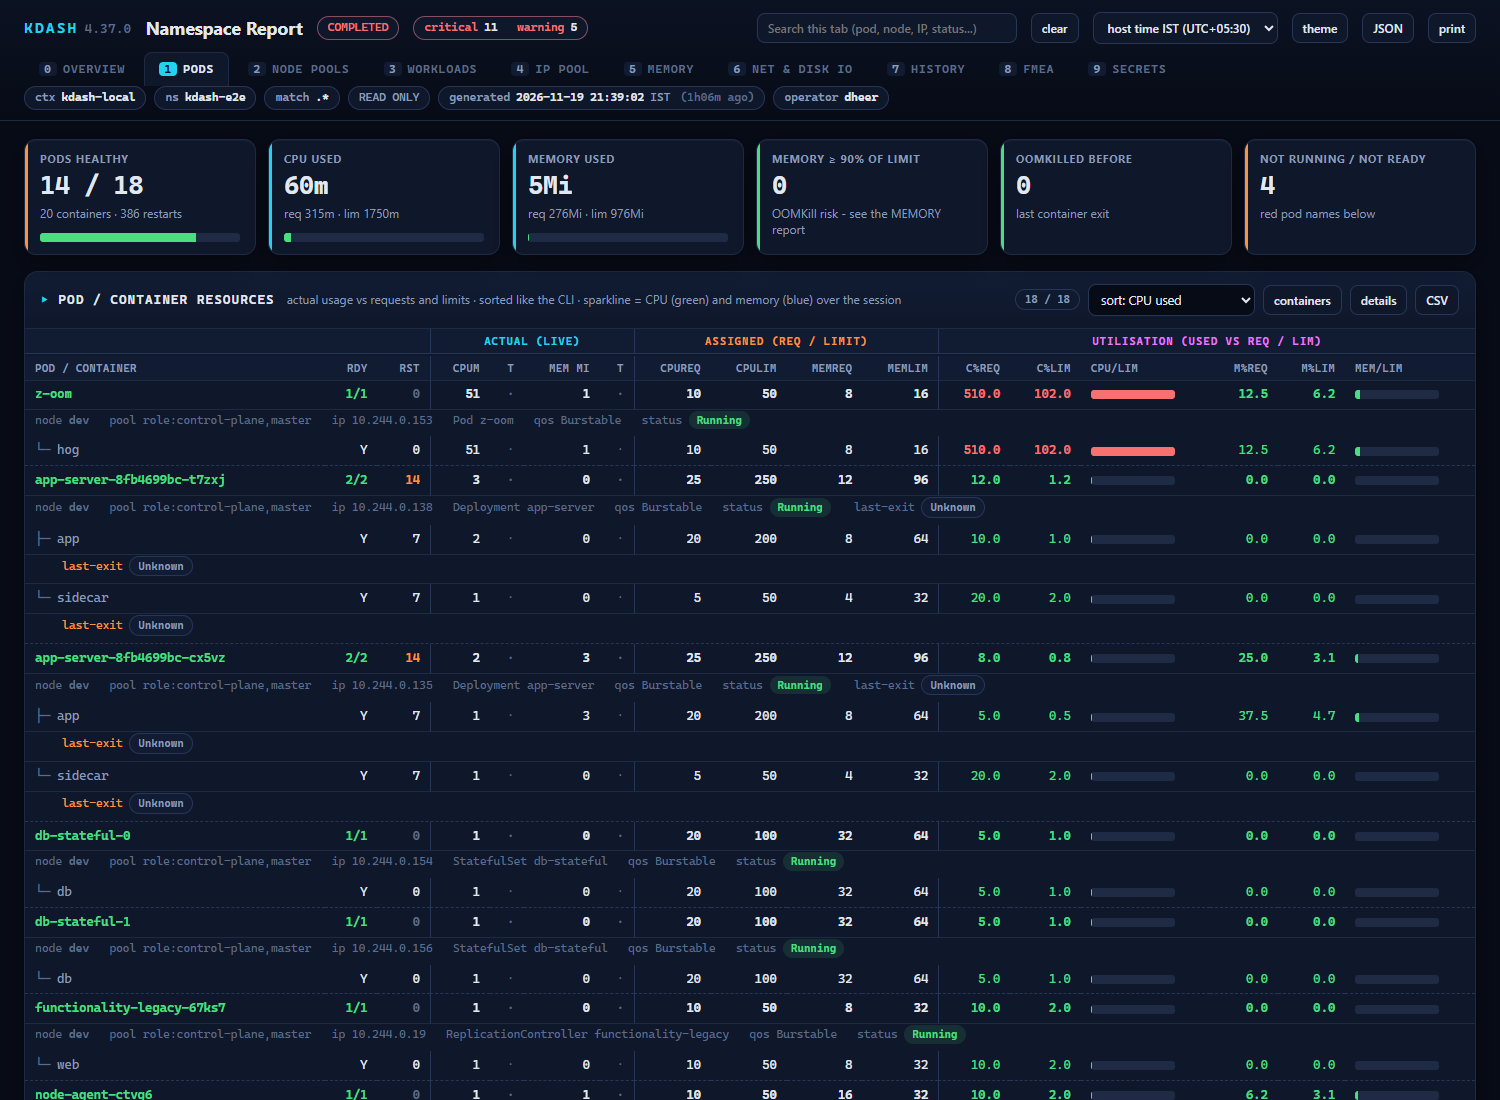 KDASH 4.37.0 Namespace Report COMPLETED critical 11 warning 5 Search this tab (pod, node, IP, status...) clear host time IST (UTC+05:30) theme JSON print
0 OVERVIEW 1 PODS 2 NODE POOLS 3 WORKLOADS 4 IP POOL 5 MEMORY 6 NET & DISK IO 7 HISTORY 8 FMEA 9 SECRETS
ctx kdash-local ns kdash-e2e match .* READ ONLY generated 2026-11-19 21:39:02 IST (1h06m ago) operator dheer
PODS HEALTHY
14 / 18
20 containers · 386 restarts
CPU USED
60m
req 315m · lim 1750m
MEMORY USED
5Mi
req 276Mi · lim 976Mi
MEMORY ≥ 90% OF LIMIT
0
OOMKill risk - see the MEMORY
report
OOMKILLED BEFORE
0
last container exit
NOT RUNNING / NOT READY
4
red pod names below
▸ POD / CONTAINER RESOURCES actual usage vs requests and limits · sorted like the CLI · sparkline = CPU (green) and memory (blue) over the session 18 / 18 sort: CPU used containers details CSV
ACTUAL (LIVE) ASSIGNED (REQ / LIMIT) UTILISATION (USED VS REQ / LIM)
POD / CONTAINER RDY RST CPUM T MEM MI T CPUREQ CPULIM MEMREQ MEMLIM C%REQ C%LIM CPU/LIM M%REQ M%LIM MEM/LIM
z-oom 1/1 0 51 · 1 · 10 50 8 16 510.0 102.0 12.5 6.2
node dev pool role:control-plane,master ip 10.244.0.153 Pod z-oom qos Burstable status Running
└─ hog Y 0 51 · 1 · 10 50 8 16 510.0 102.0 12.5 6.2
app-server-8fb4699bc-t7zxj 2/2 14 3 · 0 · 25 250 12 96 12.0 1.2 0.0 0.0
node dev pool role:control-plane,master ip 10.244.0.138 Deployment app-server qos Burstable status Running last-exit Unknown
├─ app Y 7 2 · 0 · 20 200 8 64 10.0 1.0 0.0 0.0
last-exit Unknown
└─ sidecar Y 7 1 · 0 · 5 50 4 32 20.0 2.0 0.0 0.0
last-exit Unknown
app-server-8fb4699bc-cx5vz 2/2 14 2 · 3 · 25 250 12 96 8.0 0.8 25.0 3.1
node dev pool role:control-plane,master ip 10.244.0.135 Deployment app-server qos Burstable status Running last-exit Unknown
├─ app Y 7 1 · 3 · 20 200 8 64 5.0 0.5 37.5 4.7
last-exit Unknown
└─ sidecar Y 7 1 · 0 · 5 50 4 32 20.0 2.0 0.0 0.0
last-exit Unknown
db-stateful-0 1/1 0 1 · 0 · 20 100 32 64 5.0 1.0 0.0 0.0
node dev pool role:control-plane,master ip 10.244.0.154 StatefulSet db-stateful qos Burstable status Running
└─ db Y 0 1 · 0 · 20 100 32 64 5.0 1.0 0.0 0.0
db-stateful-1 1/1 0 1 · 0 · 20 100 32 64 5.0 1.0 0.0 0.0
node dev pool role:control-plane,master ip 10.244.0.156 StatefulSet db-stateful qos Burstable status Running
└─ db Y 0 1 · 0 · 20 100 32 64 5.0 1.0 0.0 0.0
functionality-legacy-67ks7 1/1 0 1 · 0 · 10 50 8 32 10.0 2.0 0.0 0.0
node dev pool role:control-plane,master ip 10.244.0.19 ReplicationController functionality-legacy qos Burstable status Running
└─ web Y 0 1 · 0 · 10 50 8 32 10.0 2.0 0.0 0.0
node-agent-ctvq6 1/1 0 1 · 1 · 10 50 16 32 10.0 2.0 6.2 3.1